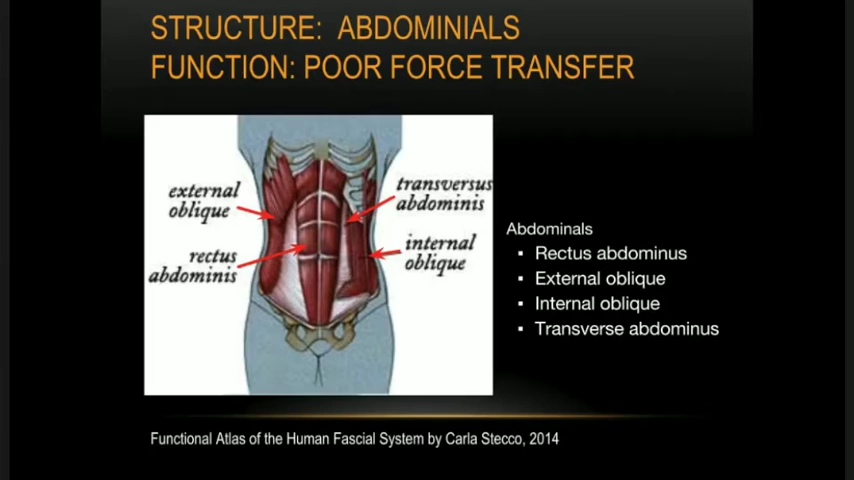 STRUCTURE: ABDOMINIALS
FUNCTION: POOR FORCE TRANSFER
external
oblique
transversus
abdominis
rectus
abdominis
internal
oblique
Abdominals
▪ Rectus abdominus
▪ External oblique
▪ Internal oblique
▪ Transverse abdominus
Functional Atlas of the Human Fascial System by Carla Stecco, 2014